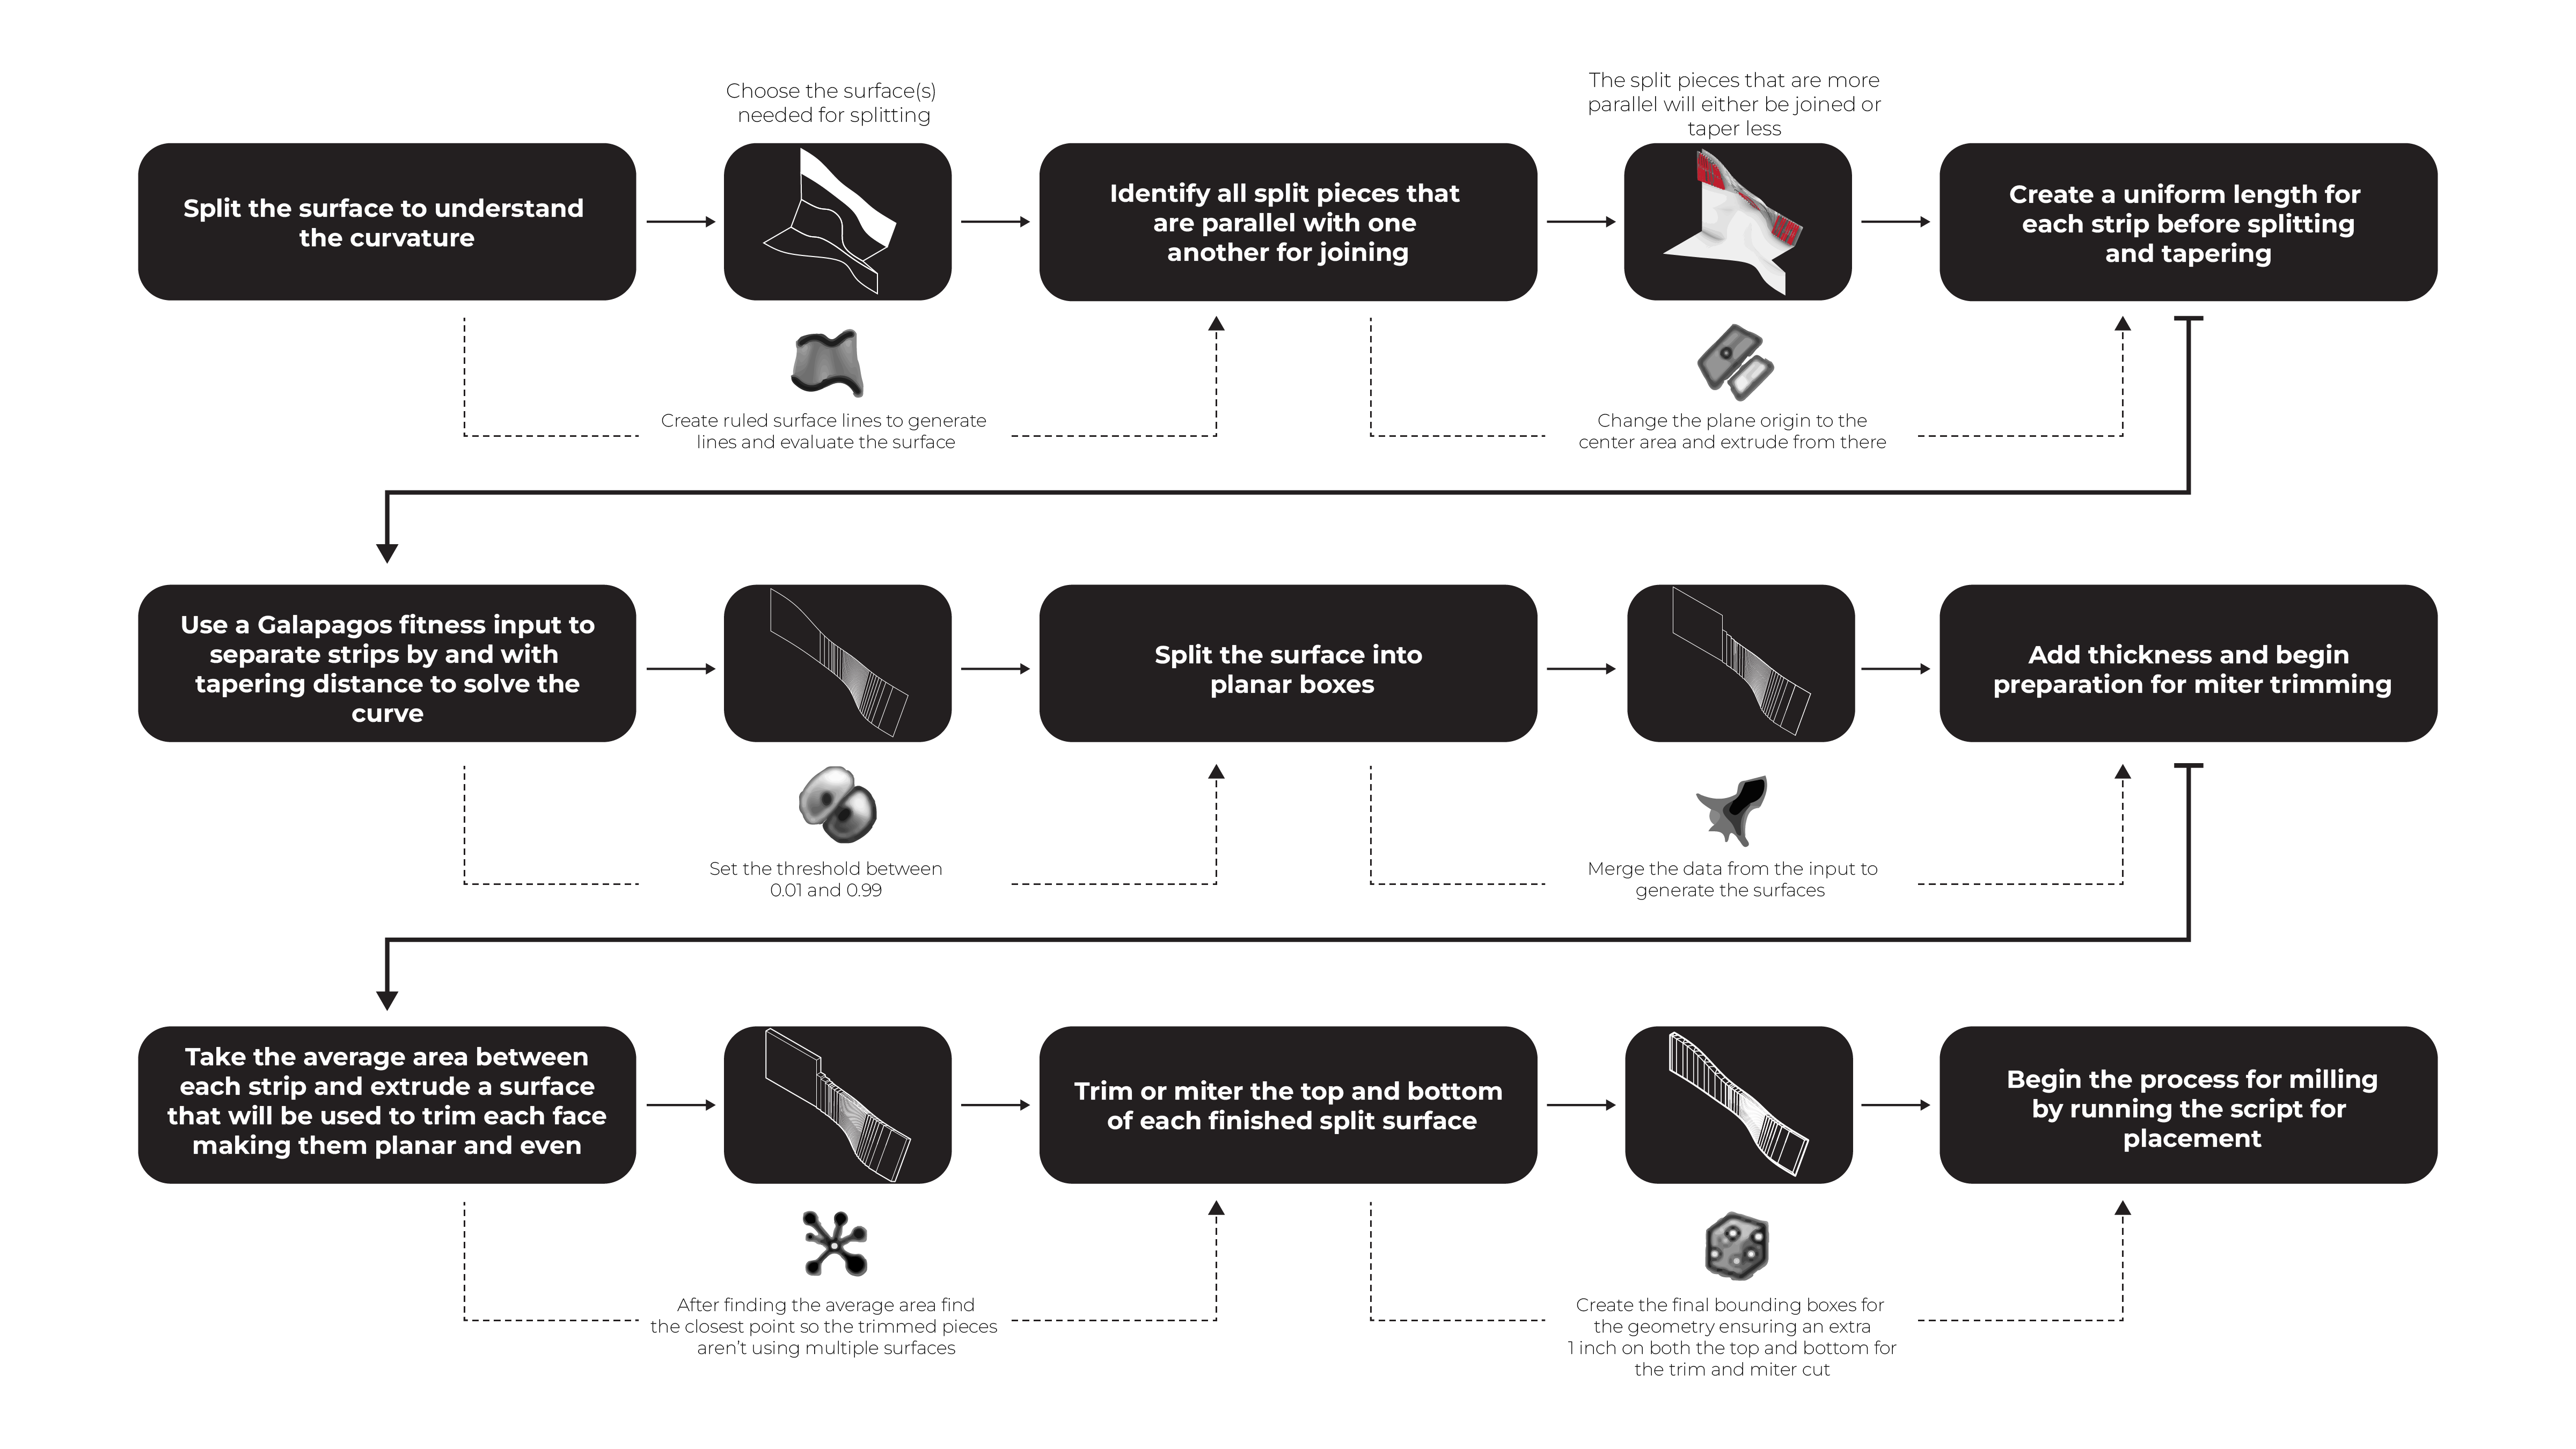 Choose the surface(s)
needed for splitting
The split pieces that are more
parallel will either be joined or
taper less
Split the surface to understand
the curvature
Identify all split pieces that
are parallel with one
another for joining
Create a uniform length for
each strip before splitting
and tapering
Create ruled surface lines to generate
lines and evaluate the surface
Change the plane origin to the
center area and extrude from there
Use a Galapagos fitness input to
separate strips by and with
tapering distance to solve the
curve
Split the surface into
planar boxes
Add thickness and begin
preparation for miter trimming
Set the threshold between
0.01 and 0.99
Merge the data from the input to
generate the surfaces
Take the average area between
each strip and extrude a surface
that will be used to trim each face
making them planar and even
Trim or miter the top and bottom
of each finished split surface
Begin the process for milling
by running the script for
placement
After finding the average area find
the closest point so the trimmed pieces
aren't using multiple surfaces
Create the final bounding boxes for
the geometry ensuring an extra
1 inch on both the top and bottom for
the trim and miter cut